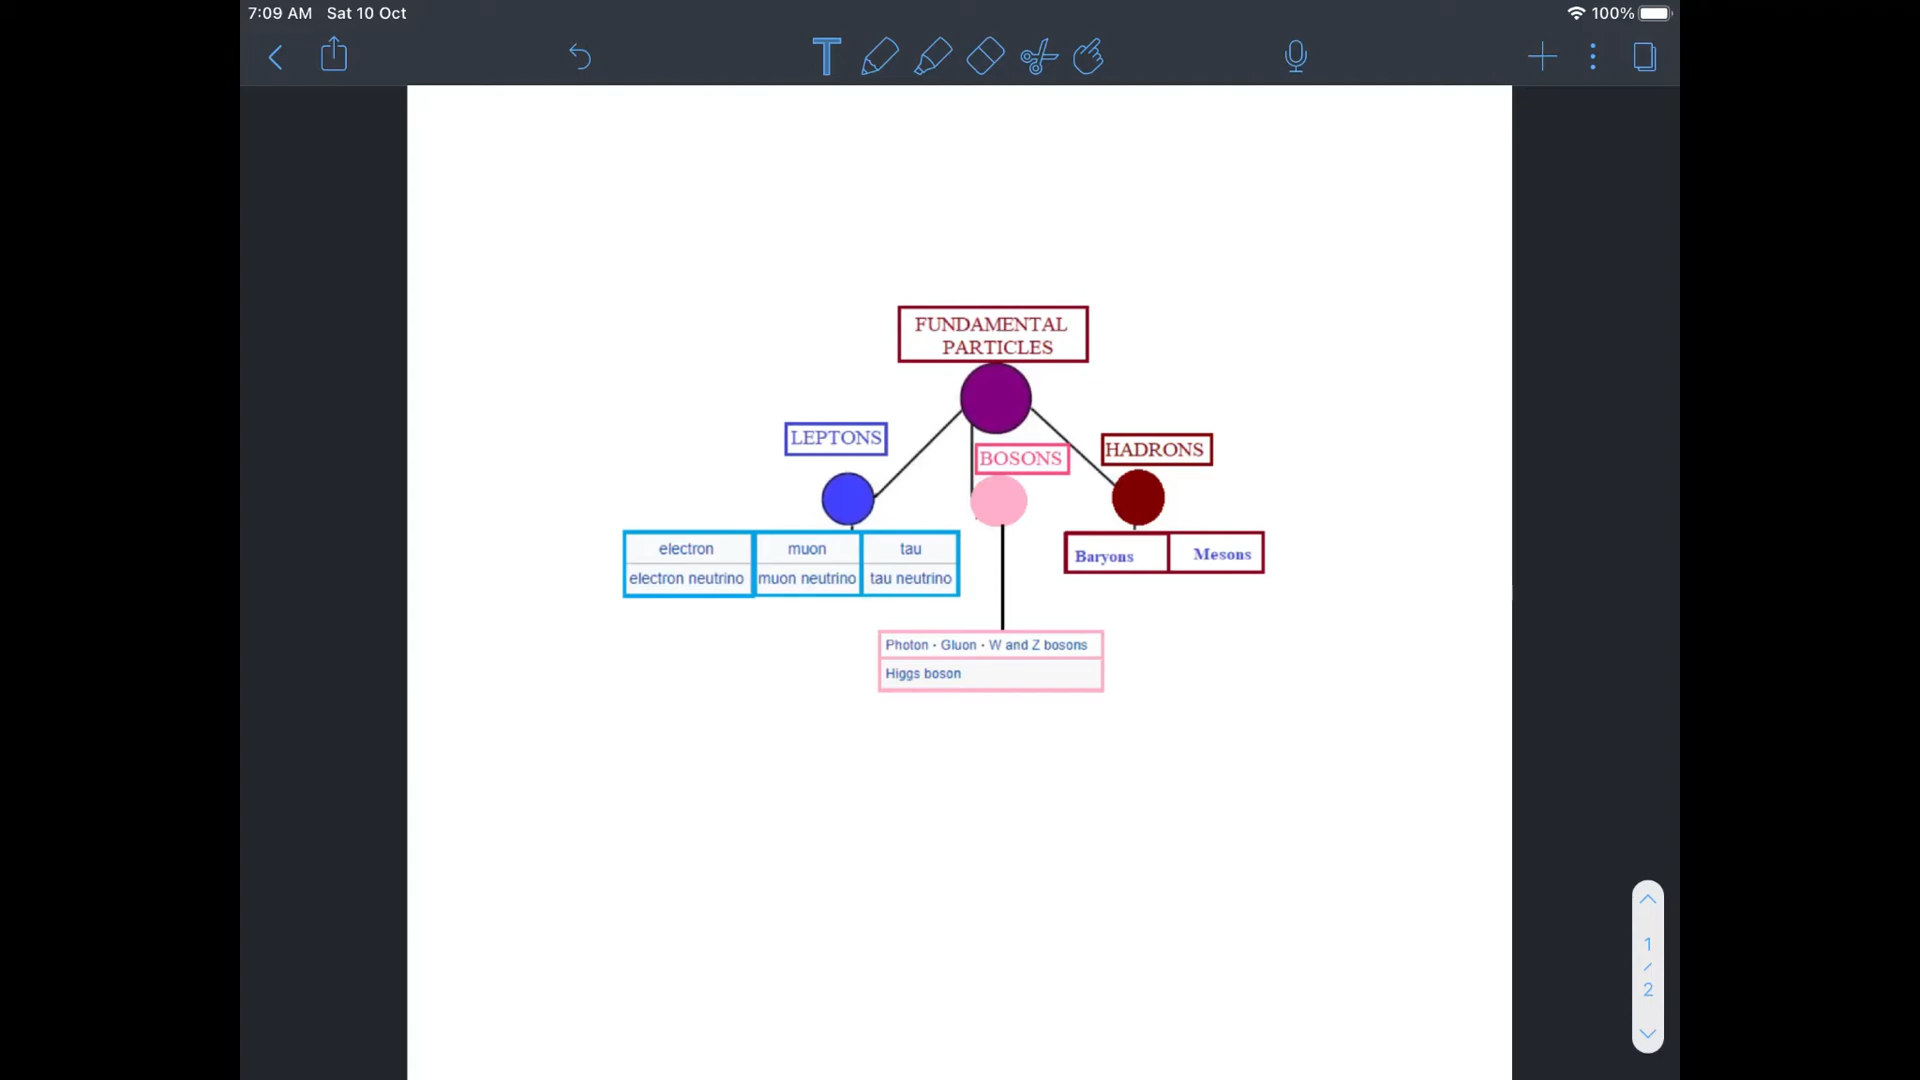 7:09 AM Sat 10 Oct
100%
T
FUNDAMENTAL
PARTICLES
LEPTONS
BOSONS
HADRONS
electron muon tau
electron neutrino muon neutrino tau neutrino
Baryons Mesons
Photon · Gluon · W and Z bosons
Higgs boson
1
/
2